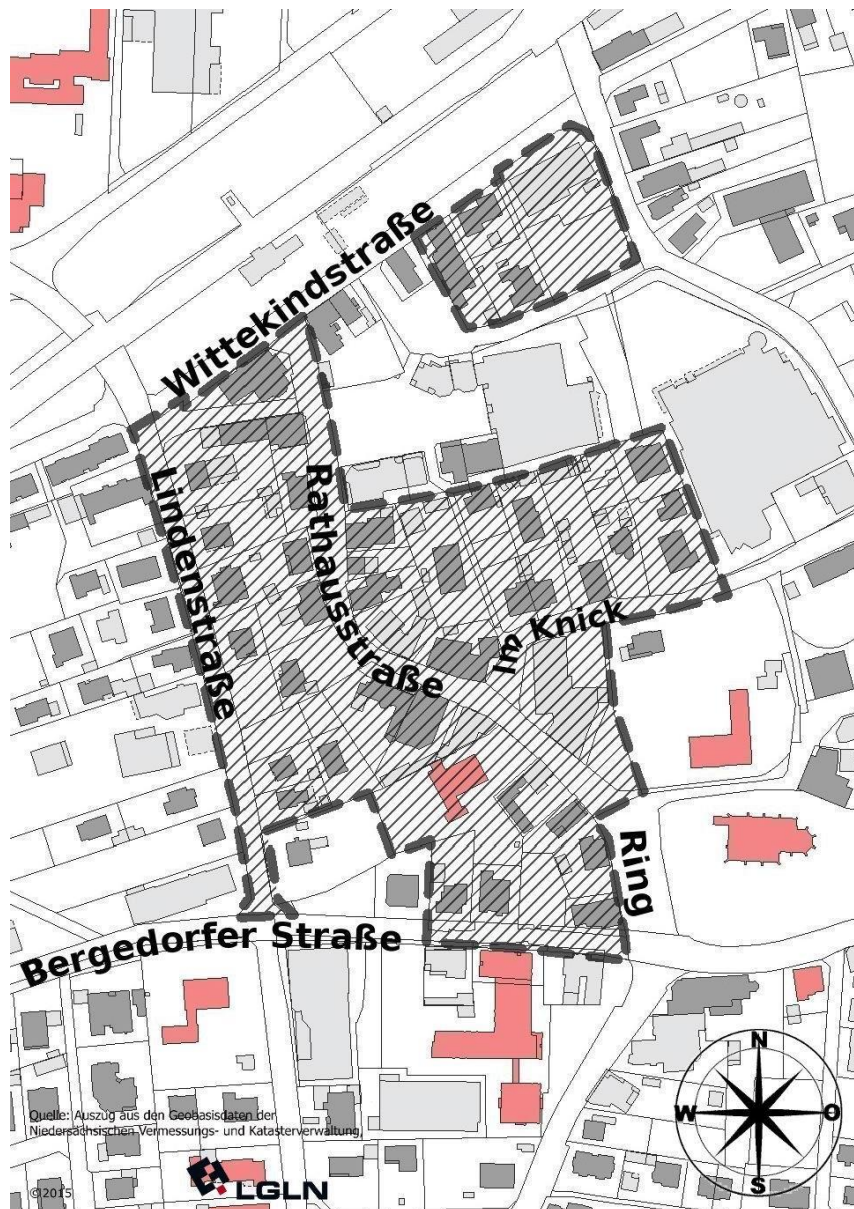 Wittekindstraße
Lindenstraße
Rathausstraße
Im Knick
Ring
Bergedorfer Straße
N
W O
S
Quelle: Auszug aus den Geobasisdaten der
Niedersächsischen Vermessungs- und Katasterverwaltung,
©2015
LGLN